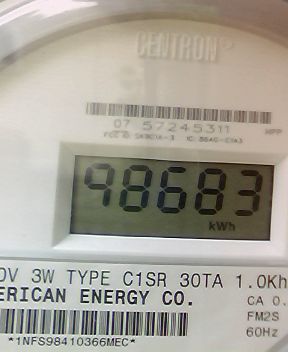 CENTRON®
07 57245311 MPP
98683
kWh
0V 3W TYPE C1SR 30TA 1.0Kh
ERICAN ENERGY CO.
CA 0.
FM2S
60Hz
*1NFS98410366MEC*